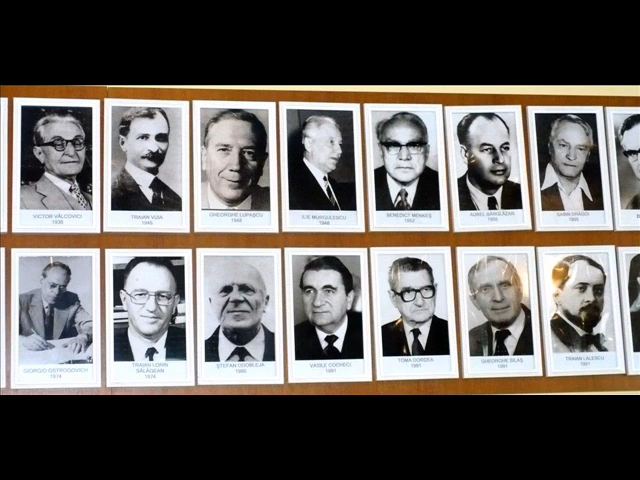 VICTOR VÂLCOVICI
1936
TRAIAN VUIA
1946
GHEORGHE LUPAȘCU
1948
ILIE MURGULESCU
1948
BENEDICT MENKEȘ
1952
AUREL BĂRGLĂZAN
1955
SABIN DRĂGOI
1955
GIORGIO OSTROGOVICH
1974
TRAIAN LORIN
SĂLĂGEAN
1974
ȘTEFAN ODOBLEJA
1990
VASILE COCHECI
1991
TOMA DORDEA
1991
GHEORGHE SILAȘ
1991
TRAIAN LALESCU
1991